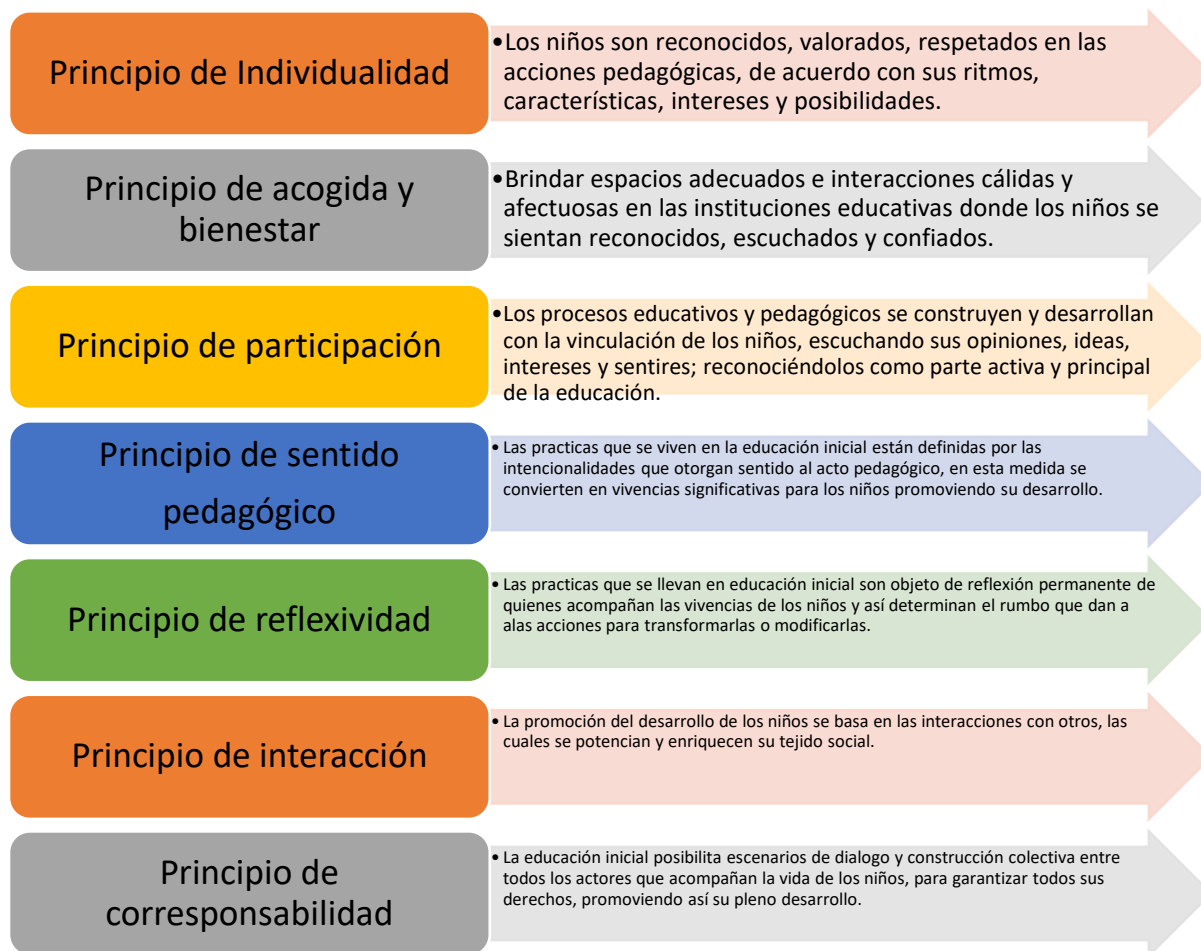 Principio de Individualidad
•Los niños son reconocidos, valorados, respetados en las
acciones pedagógicas, de acuerdo con sus ritmos,
características, intereses y posibilidades.
Principio de acogida y
bienestar
•Brindar espacios adecuados e interacciones cálidas y
afectuosas en las instituciones educativas donde los niños se
sientan reconocidos, escuchados y confiados.
Principio de participación
•Los procesos educativos y pedagógicos se construyen y desarrollan
con la vinculación de los niños, escuchando sus opiniones, ideas,
intereses y sentires; reconociéndolos como parte activa y principal
de la educación.
Principio de sentido
pedagógico
• Las practicas que se viven en la educación inicial están definidas por las
intencionalidades que otorgan sentido al acto pedagógico, en esta medida se
convierten en vivencias significativas para los niños promoviendo su desarrollo.
Principio de reflexividad
• Las practicas que se llevan en educación inicial son objeto de reflexión permanente de
quienes acompañan las vivencias de los niños y así determinan el rumbo que dan a
alas acciones para transformarlas o modificarlas.
Principio de interacción
• La promoción del desarrollo de los niños se basa en las interacciones con otros, las
cuales se potencian y enriquecen su tejido social.
Principio de
corresponsabilidad
• La educación inicial posibilita escenarios de dialogo y construcción colectiva entre
todos los actores que acompañan la vida de los niños, para garantizar todos sus
derechos, promoviendo así su pleno desarrollo.